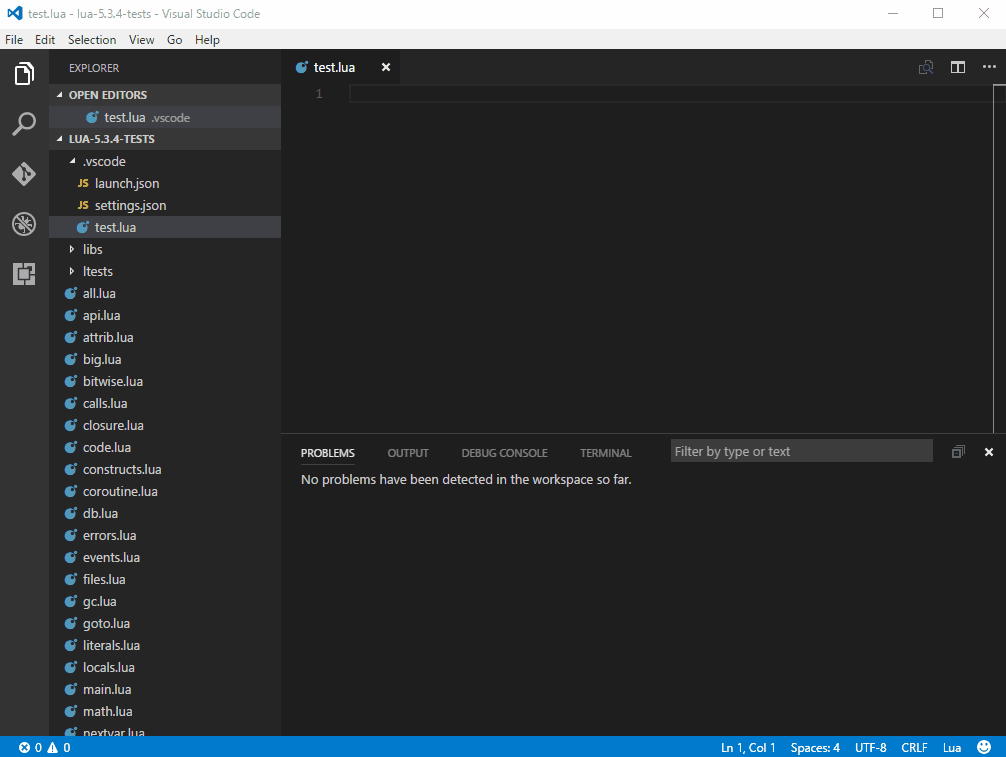 test.lua - lua-5.3.4-tests - Visual Studio Code
File Edit Selection View Go Help
EXPLORER
OPEN EDITORS
test.lua .vscode
LUA-5.3.4-TESTS
.vscode
JS launch.json
JS settings.json
test.lua
libs
ltests
all.lua
api.lua
attrib.lua
big.lua
bitwise.lua
calls.lua
closure.lua
code.lua
constructs.lua
coroutine.lua
db.lua
errors.lua
events.lua
files.lua
gc.lua
goto.lua
literals.lua
locals.lua
main.lua
math.lua
nextvar.lua
test.lua
1
PROBLEMS OUTPUT DEBUG CONSOLE TERMINAL Filter by type or text
No problems have been detected in the workspace so far.
0 0 Ln 1, Col 1 Spaces: 4 UTF-8 CRLF Lua